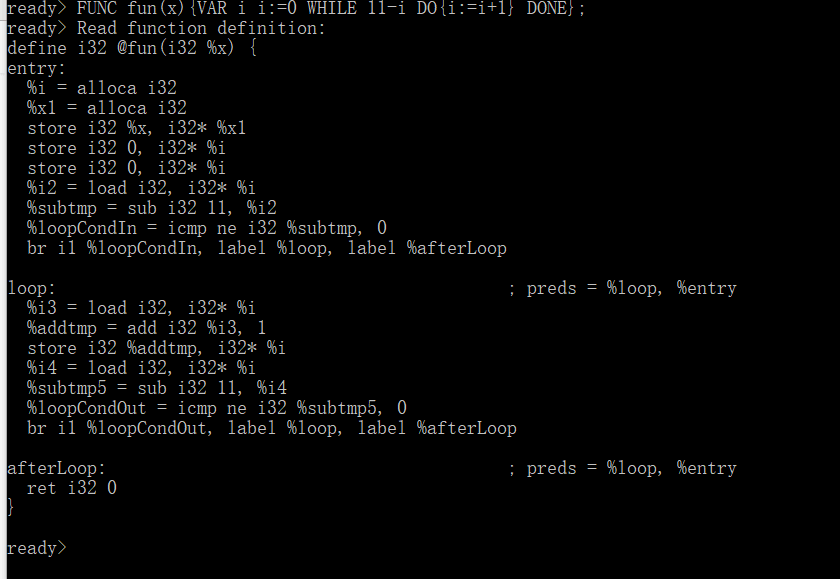 ready> FUNC fun(x){VAR i i:=0 WHILE 11-i DO{i:=i+1} DONE};
ready> Read function definition:
define i32 @fun(i32 %x) {
entry:
  %i = alloca i32
  %x1 = alloca i32
  store i32 %x, i32* %x1
  store i32 0, i32* %i
  store i32 0, i32* %i
  %i2 = load i32, i32* %i
  %subtmp = sub i32 11, %i2
  %loopCondIn = icmp ne i32 %subtmp, 0
  br i1 %loopCondIn, label %loop, label %afterLoop

loop:                                             ; preds = %loop, %entry
  %i3 = load i32, i32* %i
  %addtmp = add i32 %i3, 1
  store i32 %addtmp, i32* %i
  %i4 = load i32, i32* %i
  %subtmp5 = sub i32 11, %i4
  %loopCondOut = icmp ne i32 %subtmp5, 0
  br i1 %loopCondOut, label %loop, label %afterLoop

afterLoop:                                        ; preds = %loop, %entry
  ret i32 0
}

ready>